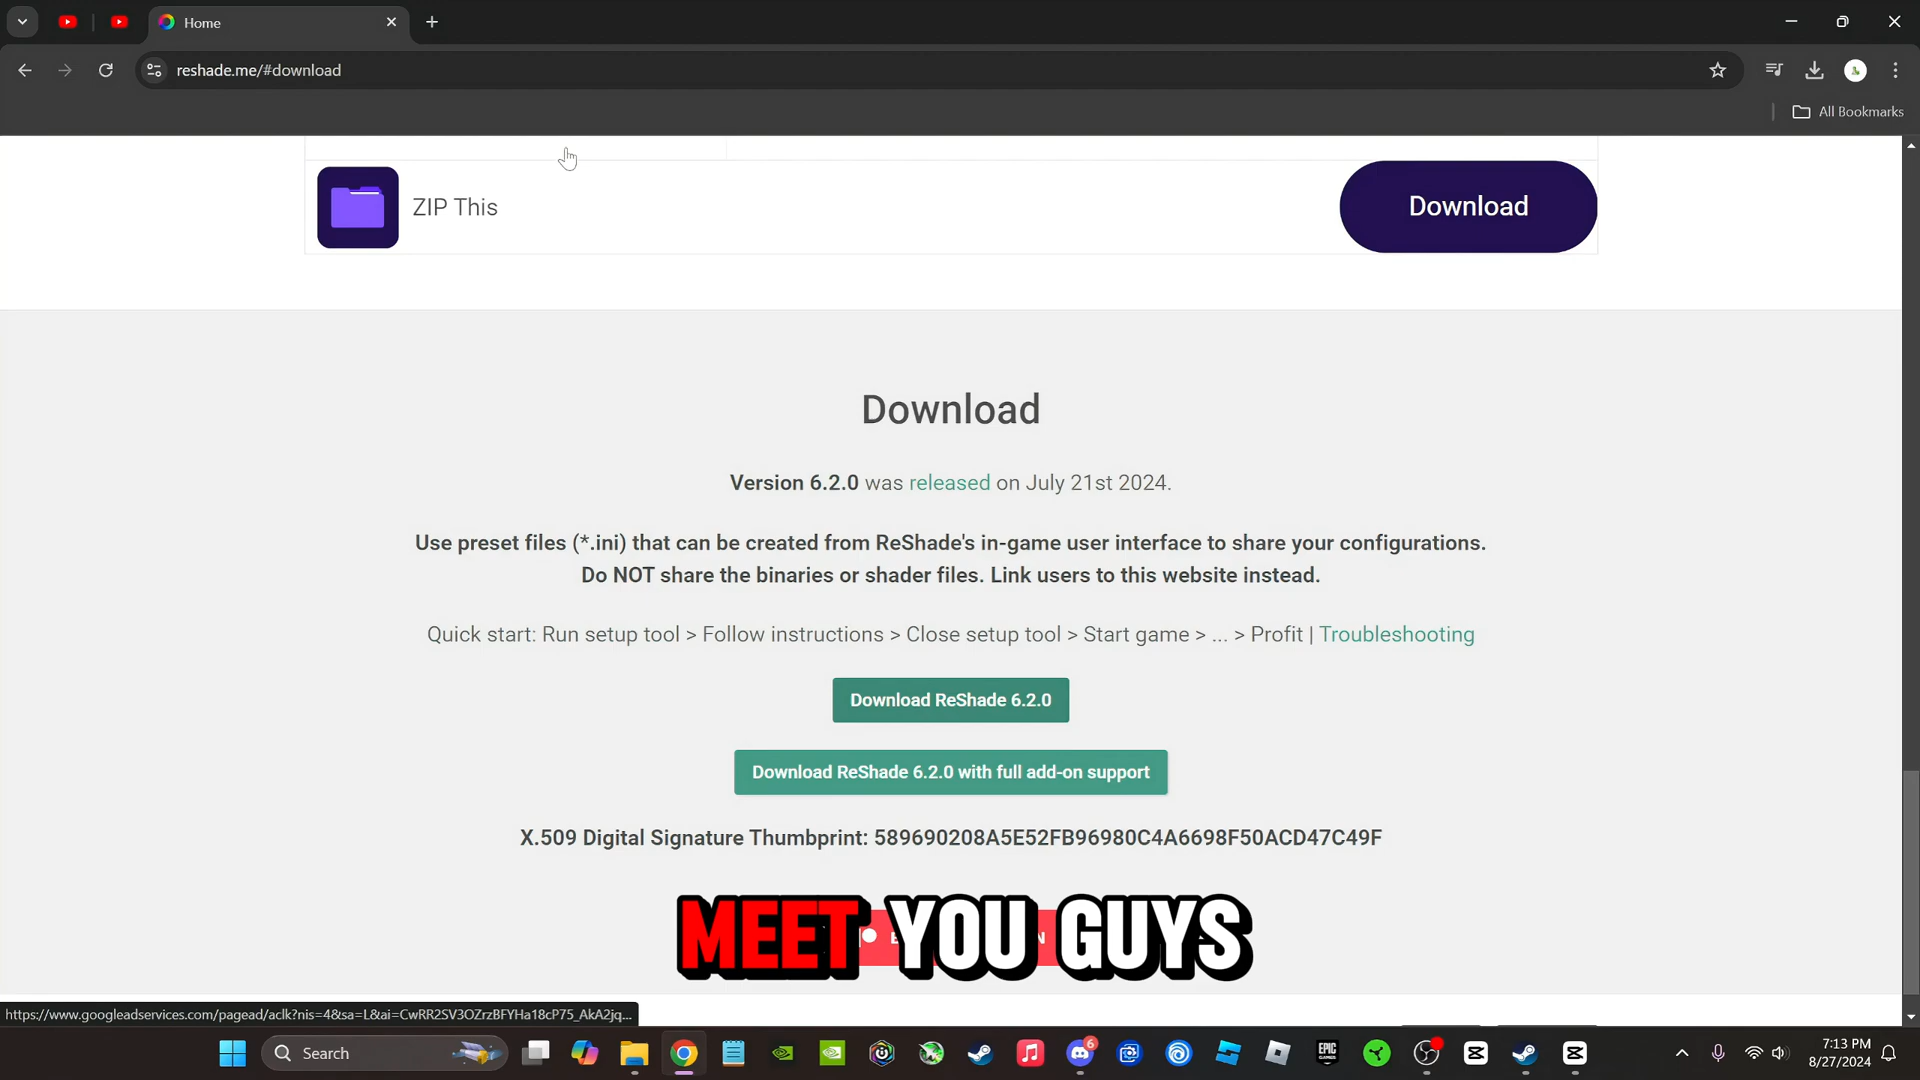 Home
reshade.me/#download
All Bookmarks
ZIP This
Download
Download
Version 6.2.0 was released on July 21st 2024.
Use preset files (*.ini) that can be created from ReShade's in-game user interface to share your configurations.
Do NOT share the binaries or shader files. Link users to this website instead.
Quick start: Run setup tool > Follow instructions > Close setup tool > Start game > ... > Profit | Troubleshooting
Download ReShade 6.2.0
Download ReShade 6.2.0 with full add-on support
X.509 Digital Signature Thumbprint: 589690208A5E52FB96980C4A6698F50ACD47C49F
MEET YOU GUYS
https://www.googleadservices.com/pagead/aclk?nis=4&sa=L&ai=CwRR2SV3OZrzBFYHa18cP75_AkA2jq...
Search
EPIC GAMES
6
7:13 PM
8/27/2024